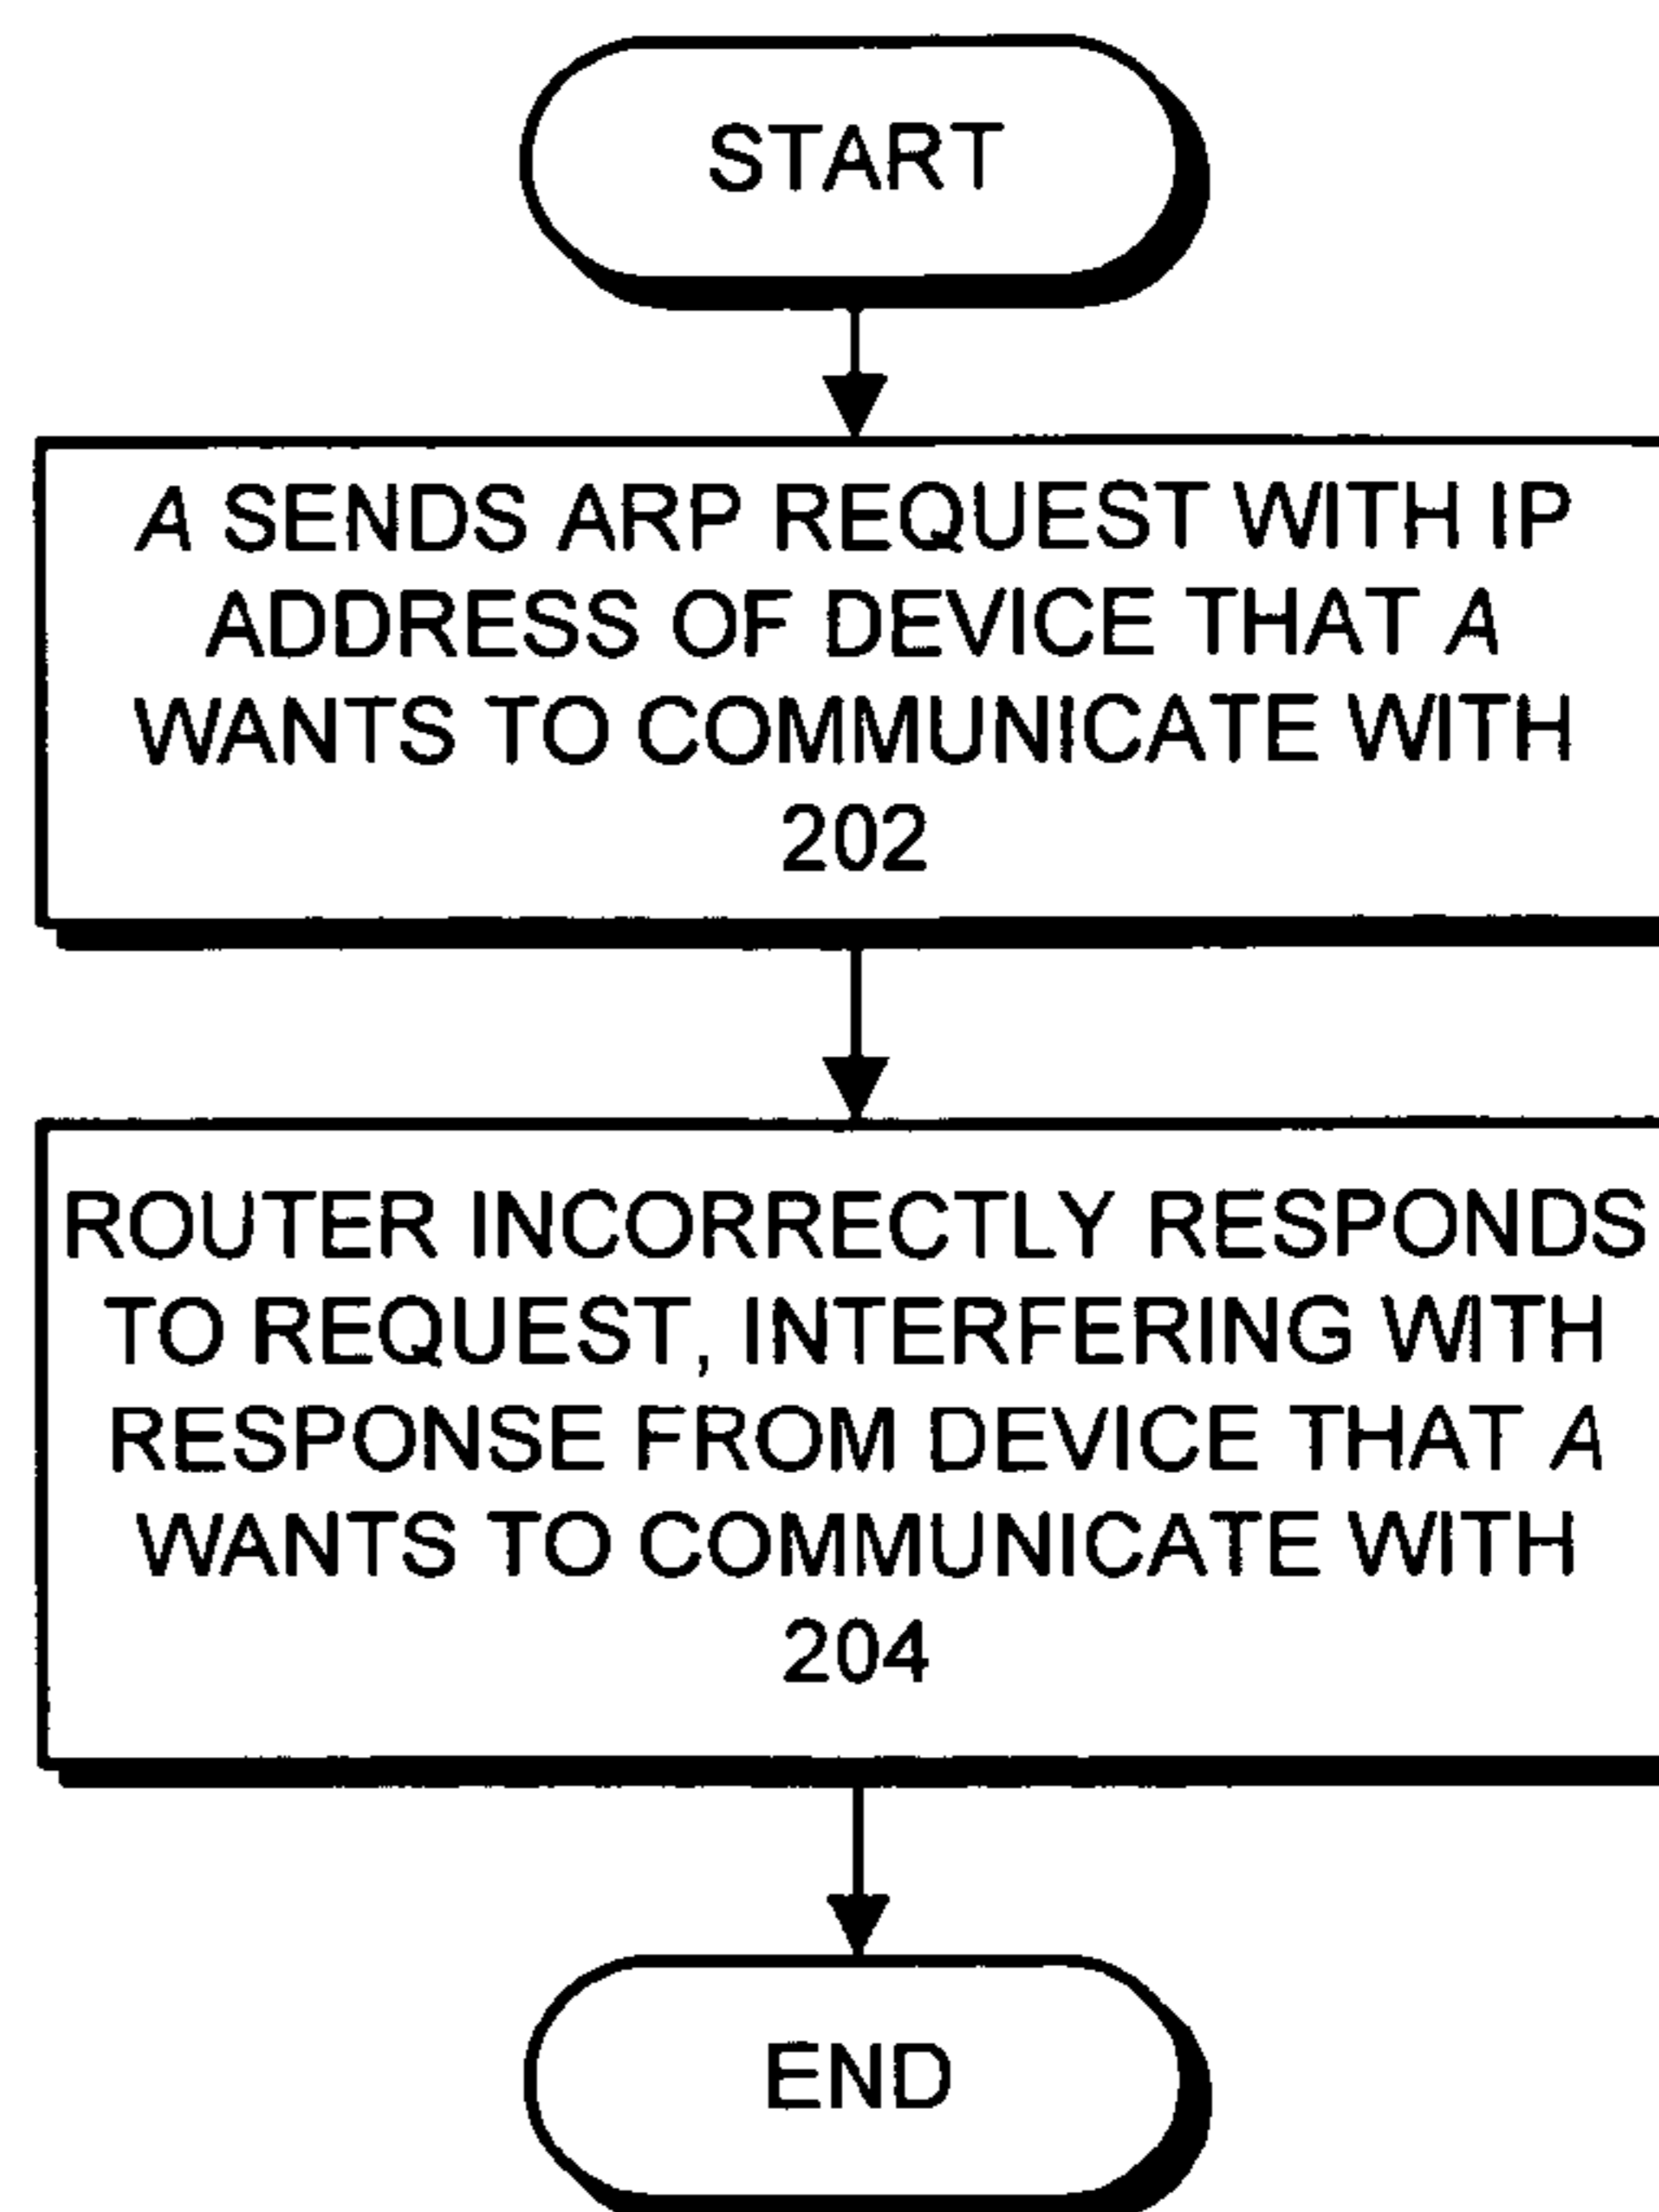 START
A SENDS ARP REQUEST WITH IP
ADDRESS OF DEVICE THAT A
WANTS TO COMMUNICATE WITH
202
ROUTER INCORRECTLY RESPONDS
TO REQUEST, INTERFERING WITH
RESPONSE FROM DEVICE THAT A
WANTS TO COMMUNICATE WITH
204
END